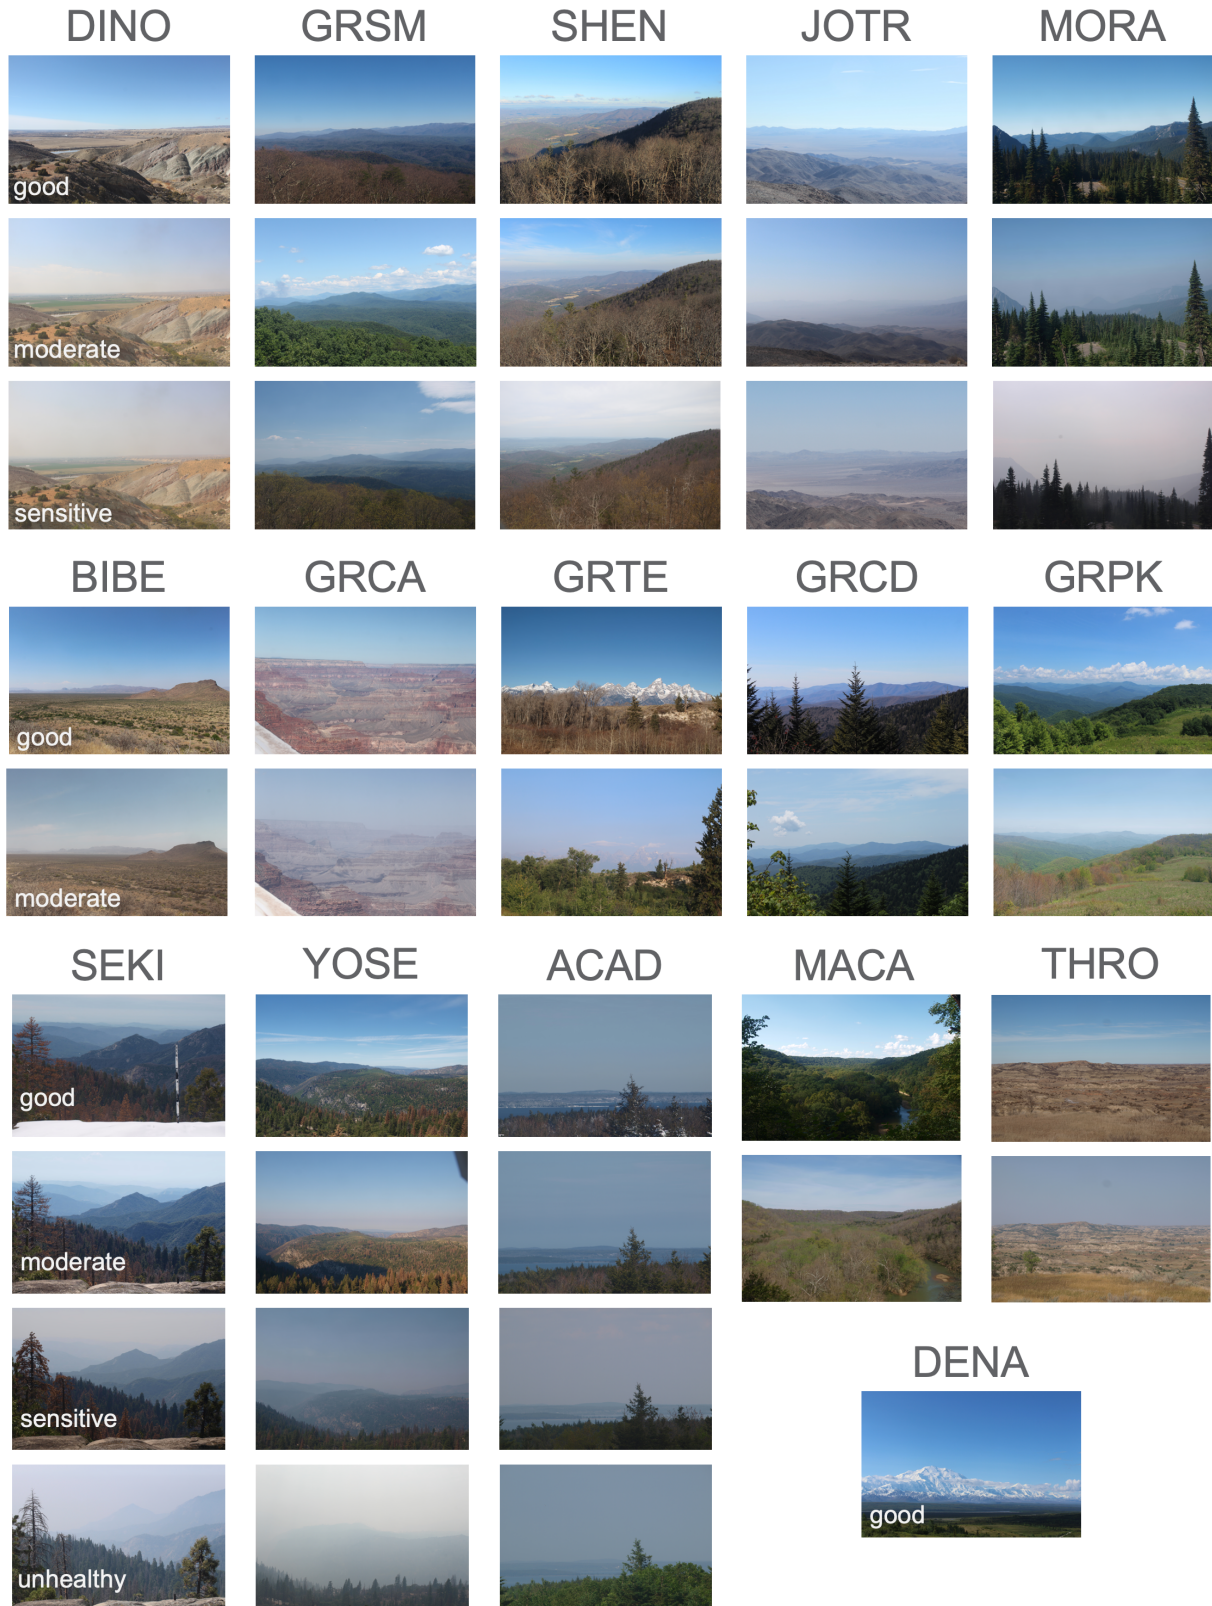 DINO GRSM SHEN JOTR MORA
good
moderate
sensitive
BIBE GRCA GRTE GRCD GRPK
good
moderate
SEKI YOSE ACAD MACA THRO
good
moderate
sensitive
DENA
good
unhealthy